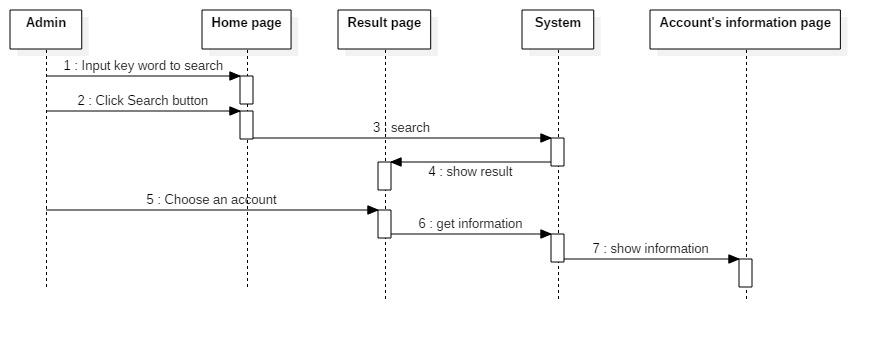 Admin
Home page
Result page
System
Account's information page
1 : Input key word to search
2 : Click Search button
3 : search
4 : show result
5 : Choose an account
6 : get information
7 : show information